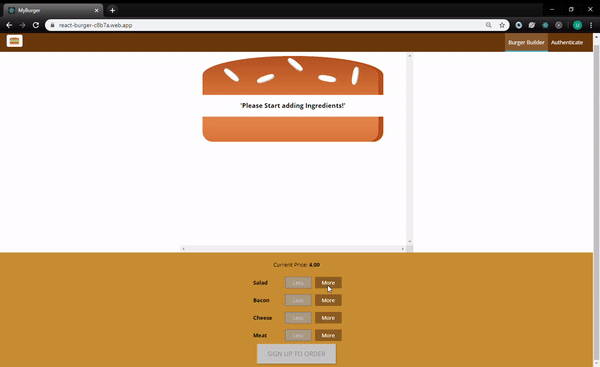 MyBurger
react-burger-c8b7a.web.app
Burger Builder
Authenticate
'Please Start adding Ingredients!'
Current Price: 4.00
Salad Less More
Bacon Less More
Cheese Less More
Meat Less More
SIGN UP TO ORDER